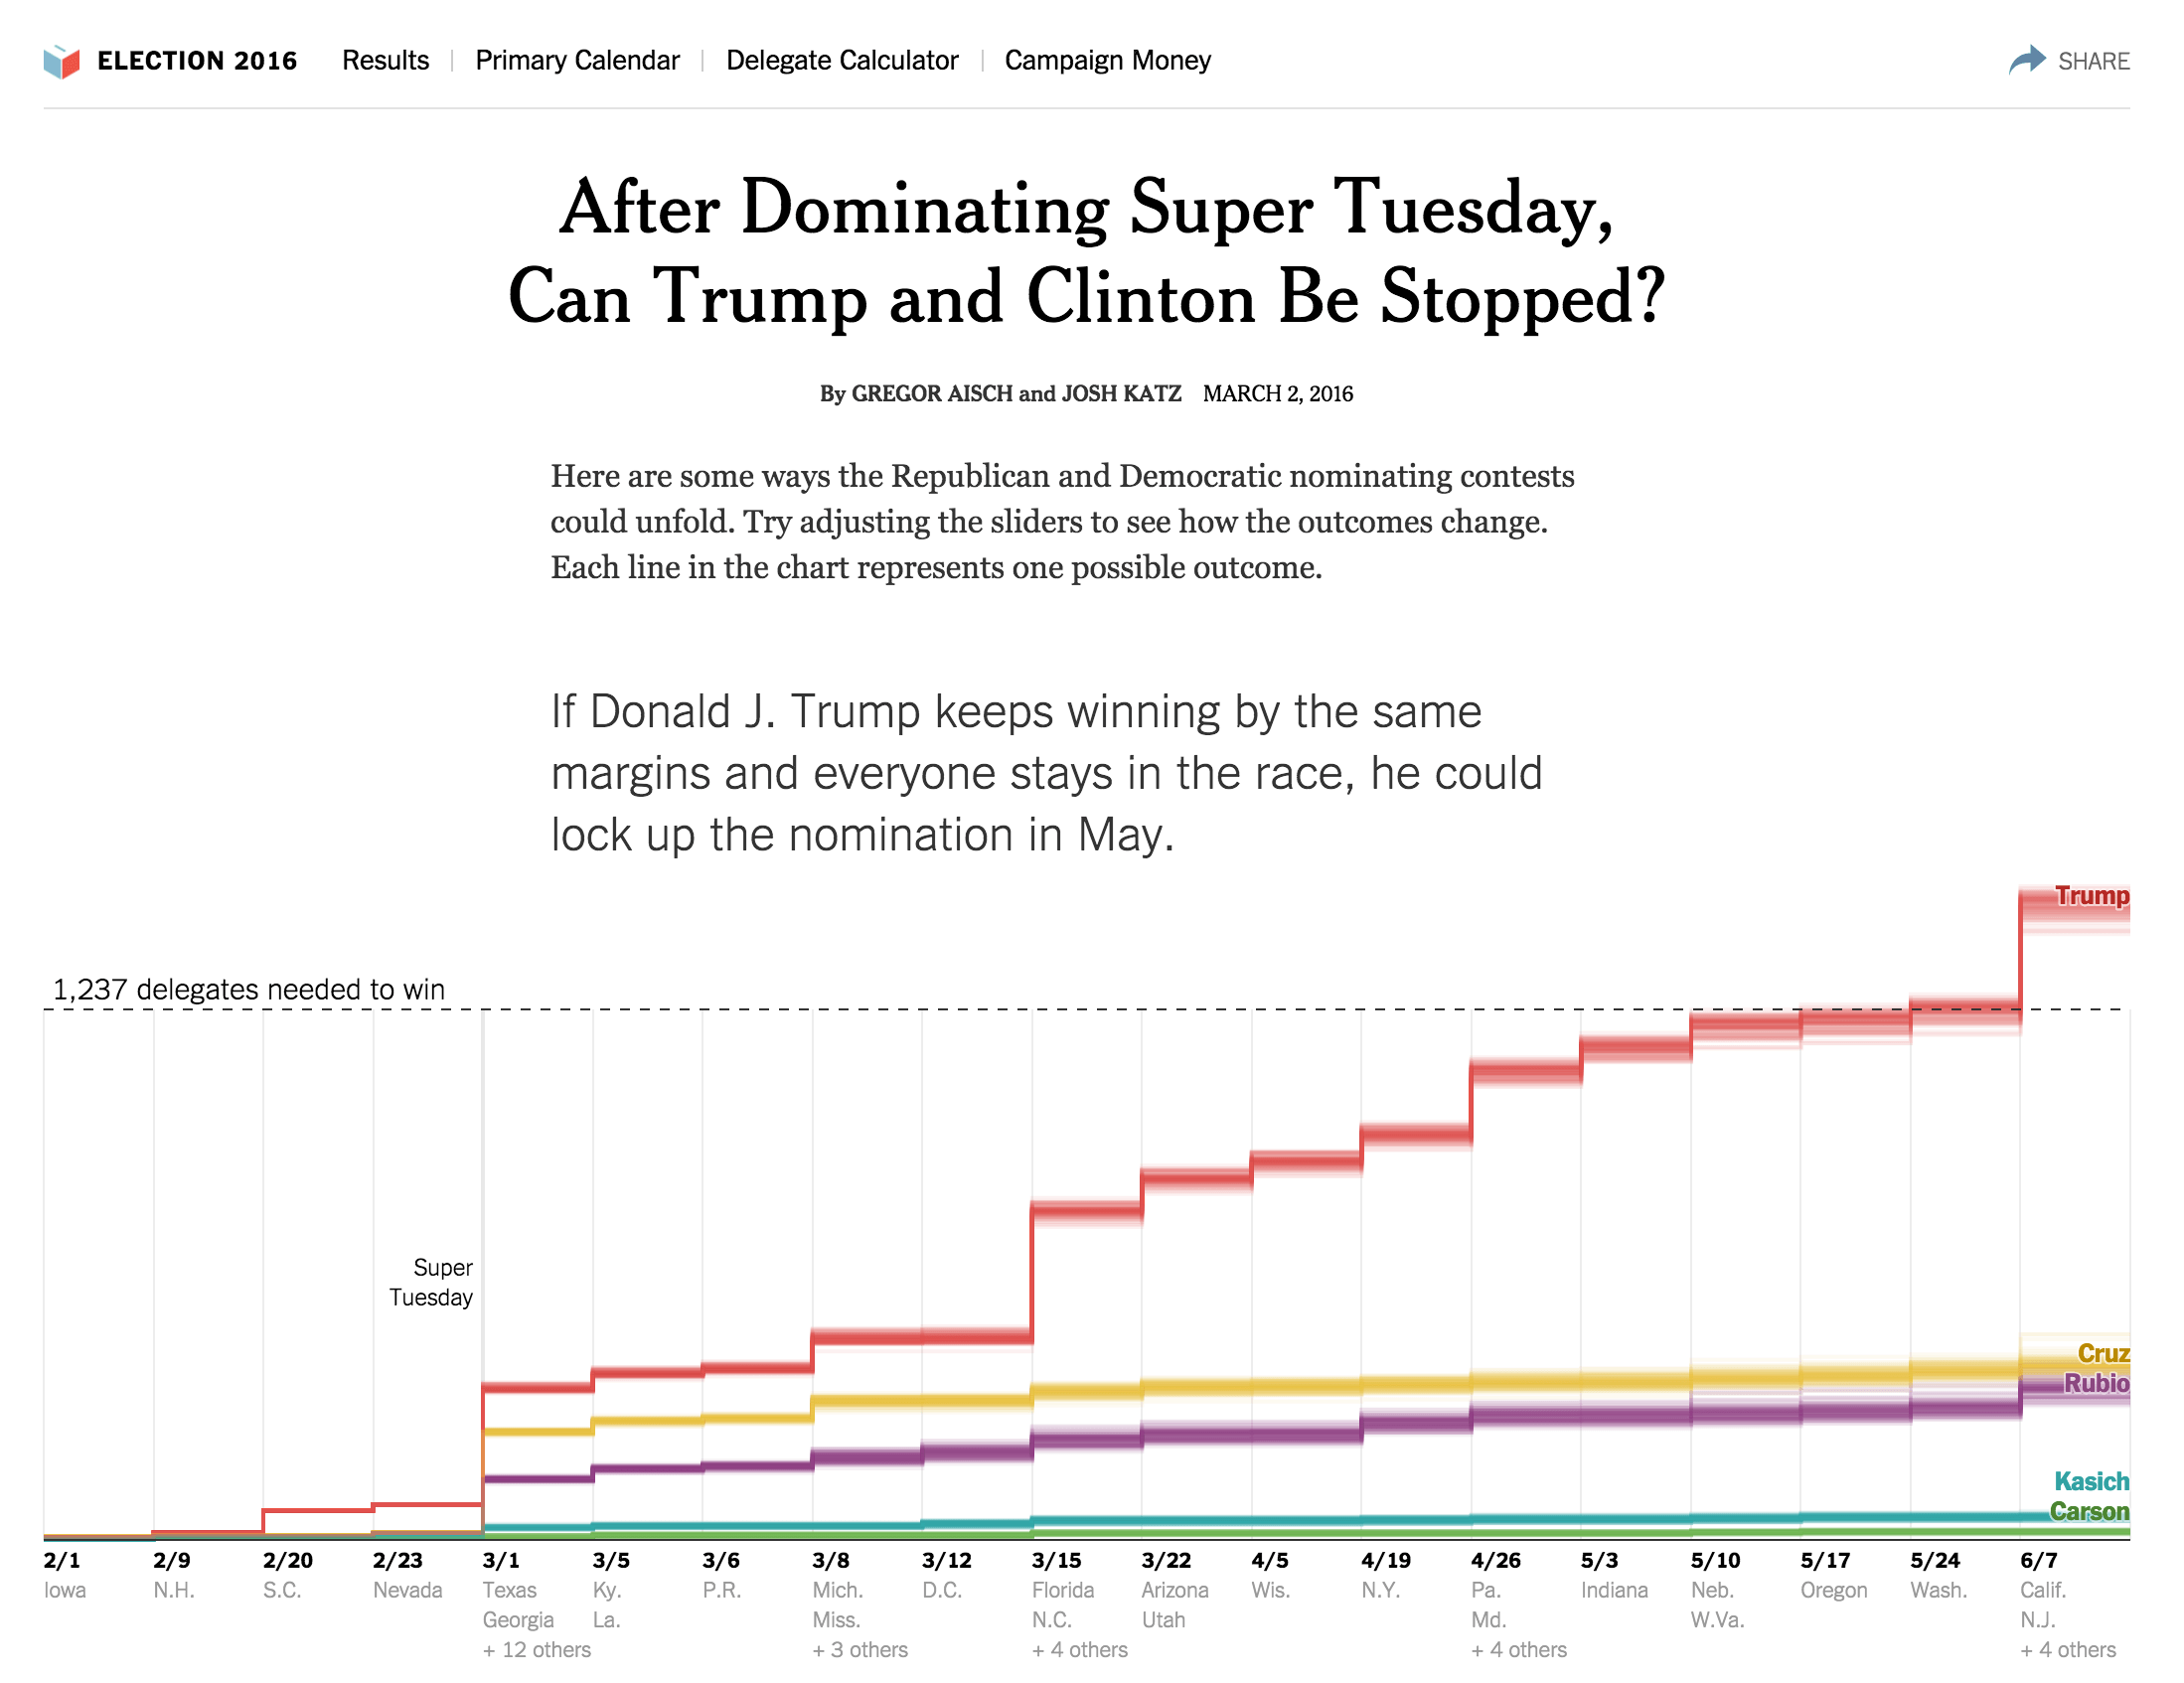 ELECTION 2016 Results Primary Calendar Delegate Calculator Campaign Money SHARE
After Dominating Super Tuesday,
Can Trump and Clinton Be Stopped?
By GREGOR AISCH and JOSH KATZ MARCH 2, 2016
Here are some ways the Republican and Democratic nominating contests
could unfold. Try adjusting the sliders to see how the outcomes change.
Each line in the chart represents one possible outcome.
If Donald J. Trump keeps winning by the same
margins and everyone stays in the race, he could
lock up the nomination in May.
Trump
1,237 delegates needed to win
Super
Tuesday
Cruz
Rubio
Kasich
Carson
2/1 2/9 2/20 2/23 3/1 3/5 3/6 3/8 3/12 3/15 3/22 4/5 4/19 4/26 5/3 5/10 5/17 5/24 6/7
Iowa N.H. S.C. Nevada Texas Ky. P.R. Mich. D.C. Florida Arizona Wis. N.Y. Pa. Indiana Neb. Oregon Wash. Calif.
Georgia La. Miss. N.C. Utah Md. W.Va. N.J.
+ 12 others + 3 others + 4 others + 4 others + 4 others